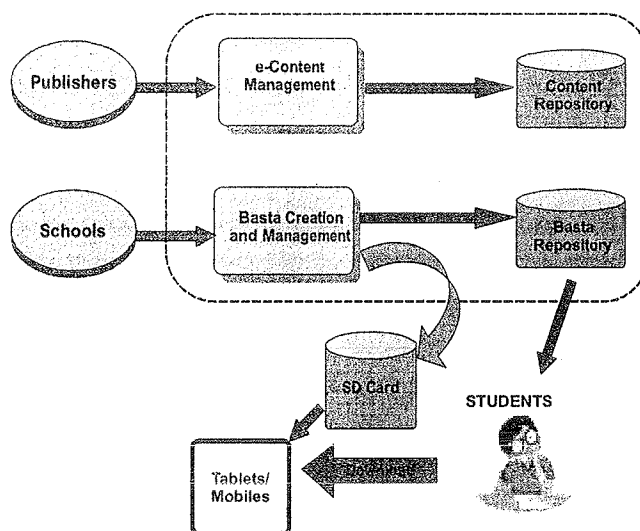 Publishers
e-Content
Management
Content
Repository
Schools
Basta Creation
and Management
Basta
Repository
SD Card
STUDENTS
Tablets/
Mobiles